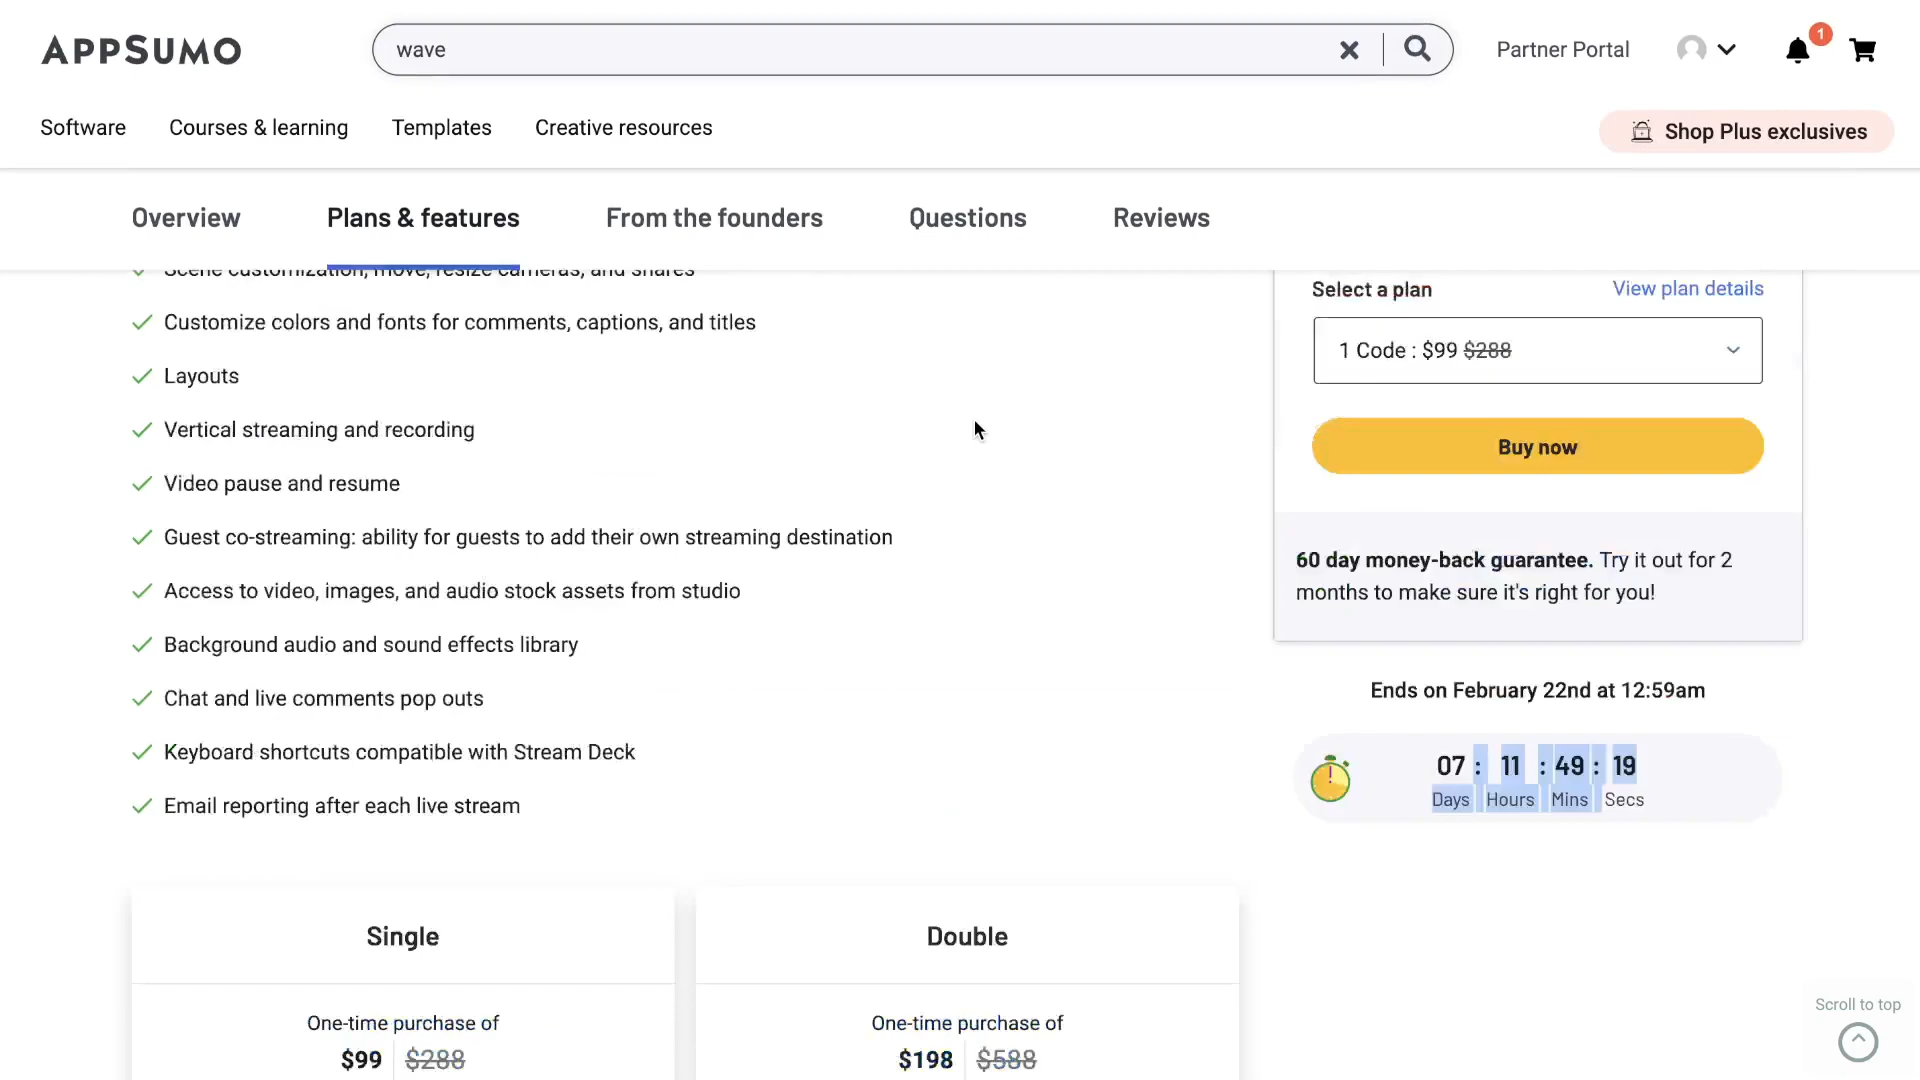 APPSUMO
wave
Partner Portal
1
Software
Courses & learning
Templates
Creative resources
Shop Plus exclusives
Overview
Plans & features
From the founders
Questions
Reviews
Scene customization, move, resize cameras, and shares
Customize colors and fonts for comments, captions, and titles
Layouts
Vertical streaming and recording
Video pause and resume
Guest co-streaming: ability for guests to add their own streaming destination
Access to video, images, and audio stock assets from studio
Background audio and sound effects library
Chat and live comments pop outs
Keyboard shortcuts compatible with Stream Deck
Email reporting after each live stream
Select a plan
View plan details
1 Code : $99 $288
Buy now
60 day money-back guarantee. Try it out for 2
months to make sure it's right for you!
Ends on February 22nd at 12:59am
07 : 11 : 49 : 19
Days Hours Mins Secs
Single
One-time purchase of
$99 $288
Double
One-time purchase of
$198 $588
Scroll to top